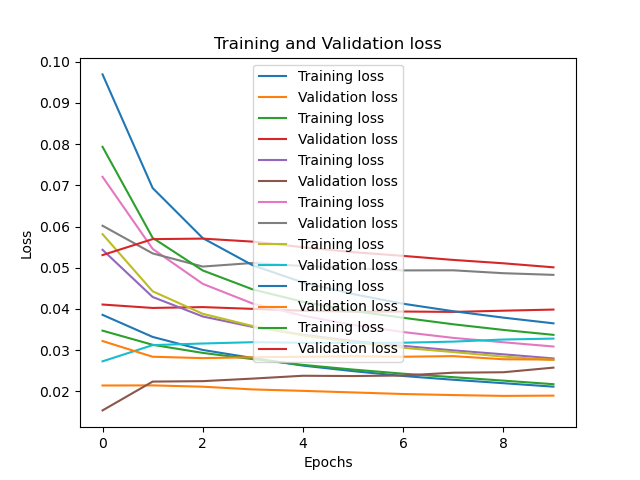 Training and Validation loss
Loss
0.10
0.09
0.08
0.07
0.06
0.05
0.04
0.03
0.02
Training loss
Validation loss
Training loss
Validation loss
Training loss
Validation loss
Training loss
Validation loss
Training loss
Validation loss
Training loss
Validation loss
Training loss
Validation loss
0 2 4 6 8
Epochs